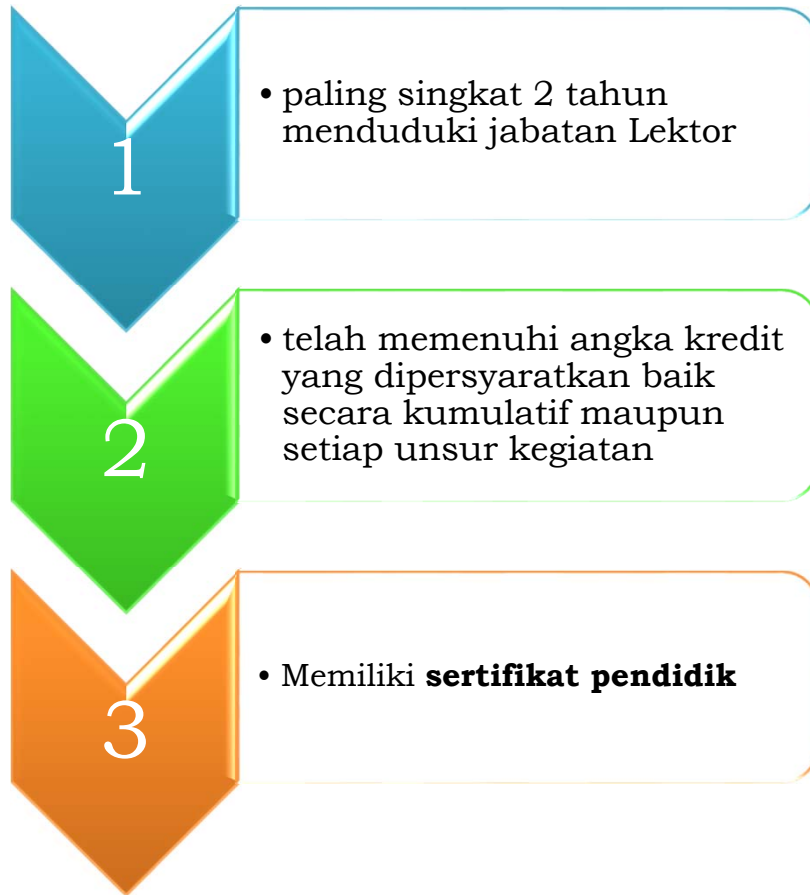 1
• paling singkat 2 tahun
menduduki jabatan Lektor
2
• telah memenuhi angka kredit
yang dipersyaratkan baik
secara kumulatif maupun
setiap unsur kegiatan
3
• Memiliki sertifikat pendidik